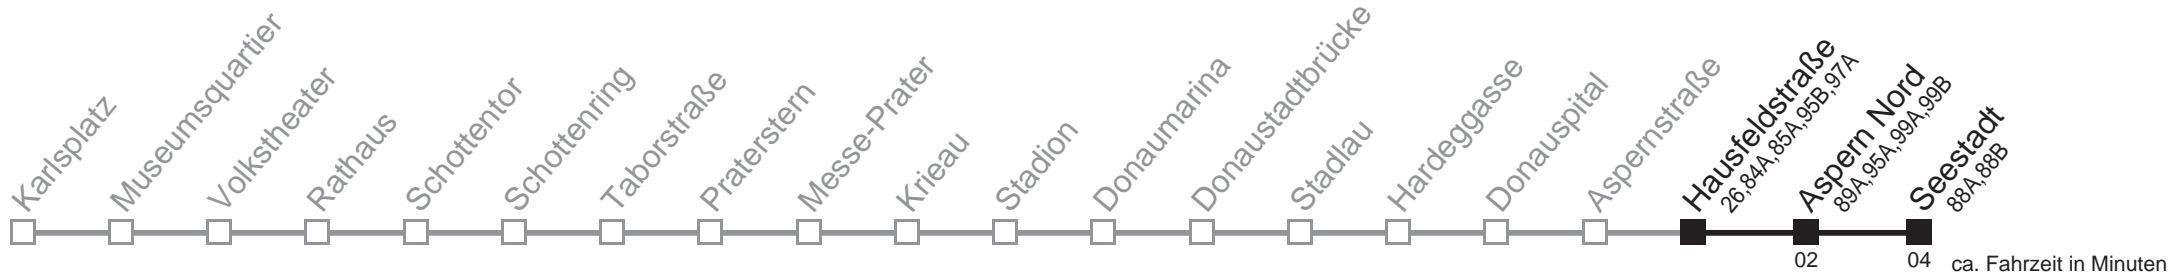 Karlsplatz
Museumsquartier
Volkstheater
Rathaus
Schottentor
Schottenring
Taborstraße
Praterstern
Messe-Prater
Krieau
Stadion
Donaumarina
Donaustadtbrücke
Stadlau
Hardeggasse
Donauspital
Aspernstraße
Hausfeldstraße
26,84A,85A,95B,97A
Aspern Nord
89A,95A,99A,99B
Seestadt
88A,88B
02
04
ca. Fahrzeit in Minuten